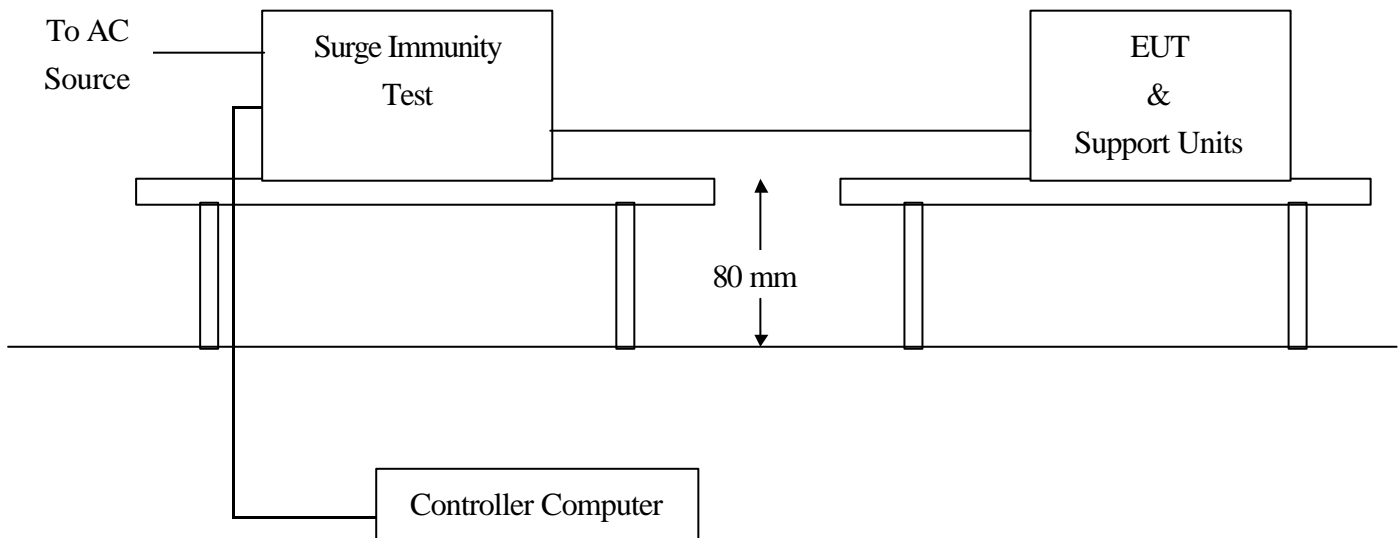 To AC
Source
Surge Immunity
Test
EUT
&
Support Units
80 mm
Controller Computer